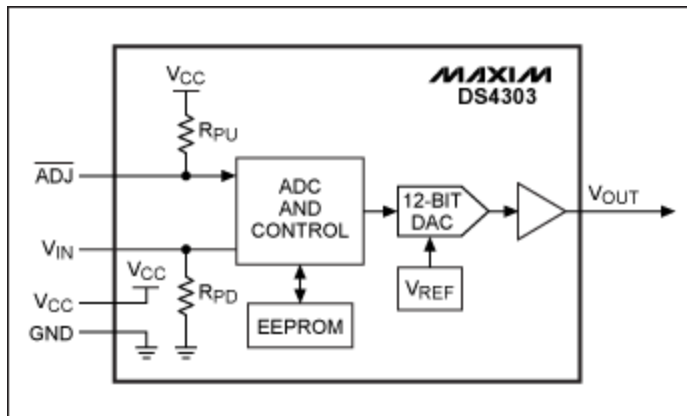 MAXIM
DS4303
VCC
RPU
ADJ
ADC
AND
CONTROL
12-BIT
DAC
VOUT
VIN
VCC
RPD
VREF
VCC
GND
EEPROM